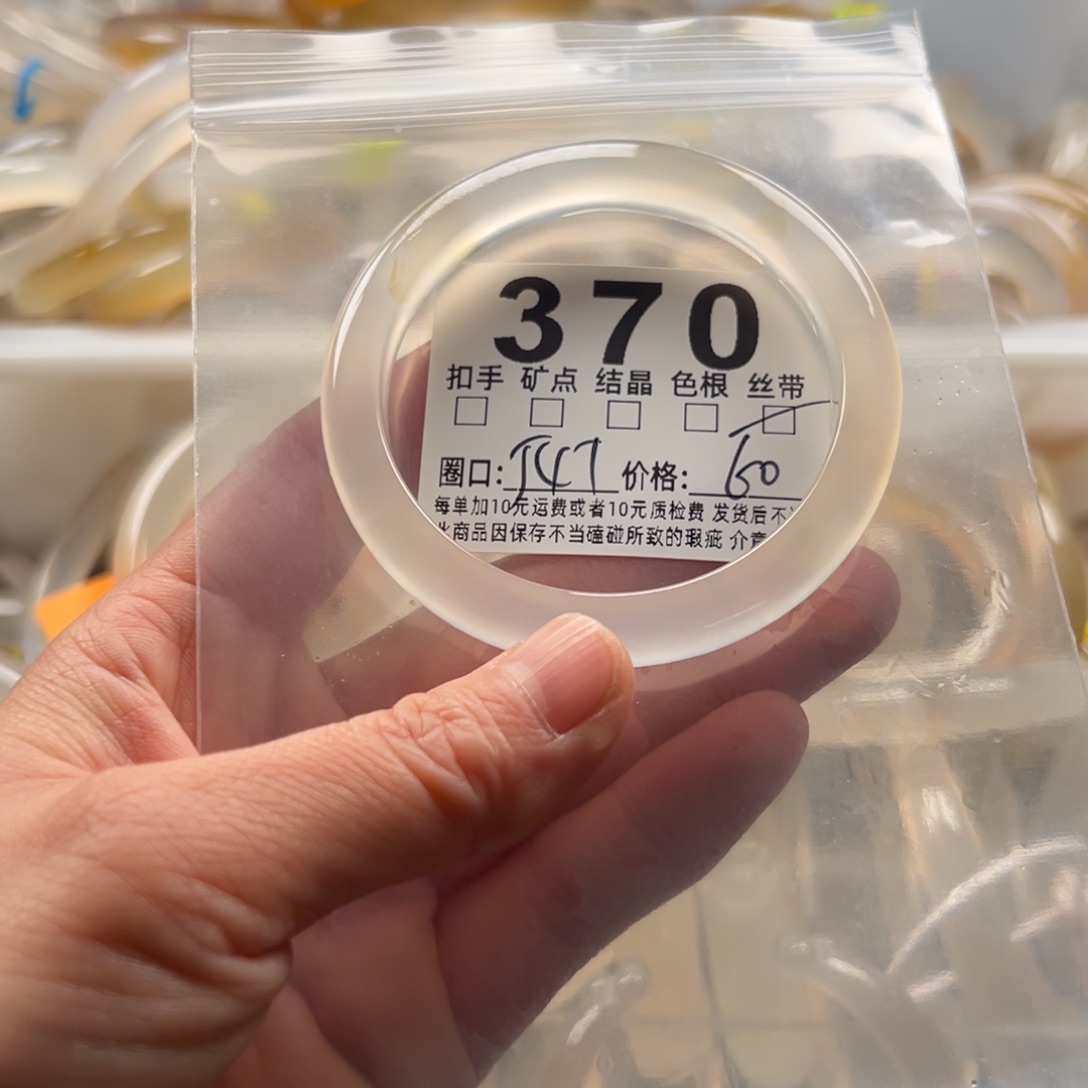 370
扣手 矿点 结晶 色根 丝带
圈口: 价格: 60
每单加10元运费或者10元质检费 发货后不
商品因保存不当磕碰所致的瑕疵 介意